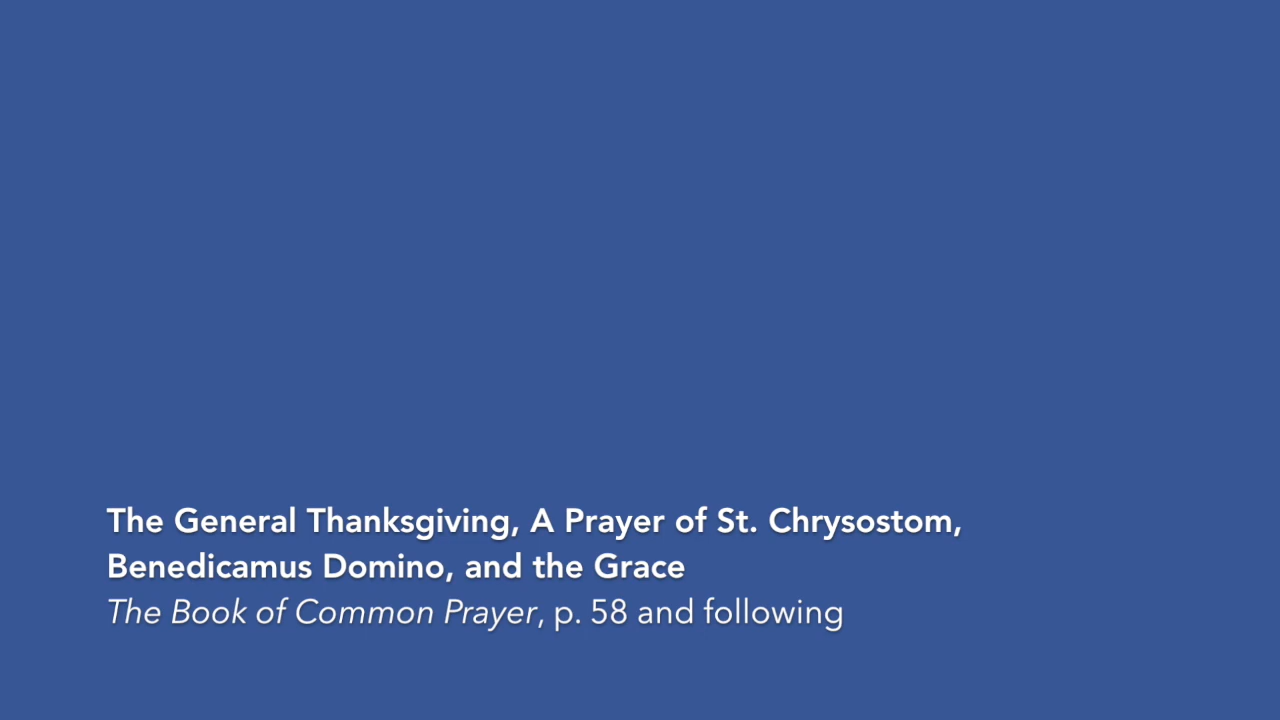 The General Thanksgiving, A Prayer of St. Chrysostom,
Benedicamus Domino, and the Grace
The Book of Common Prayer, p. 58 and following